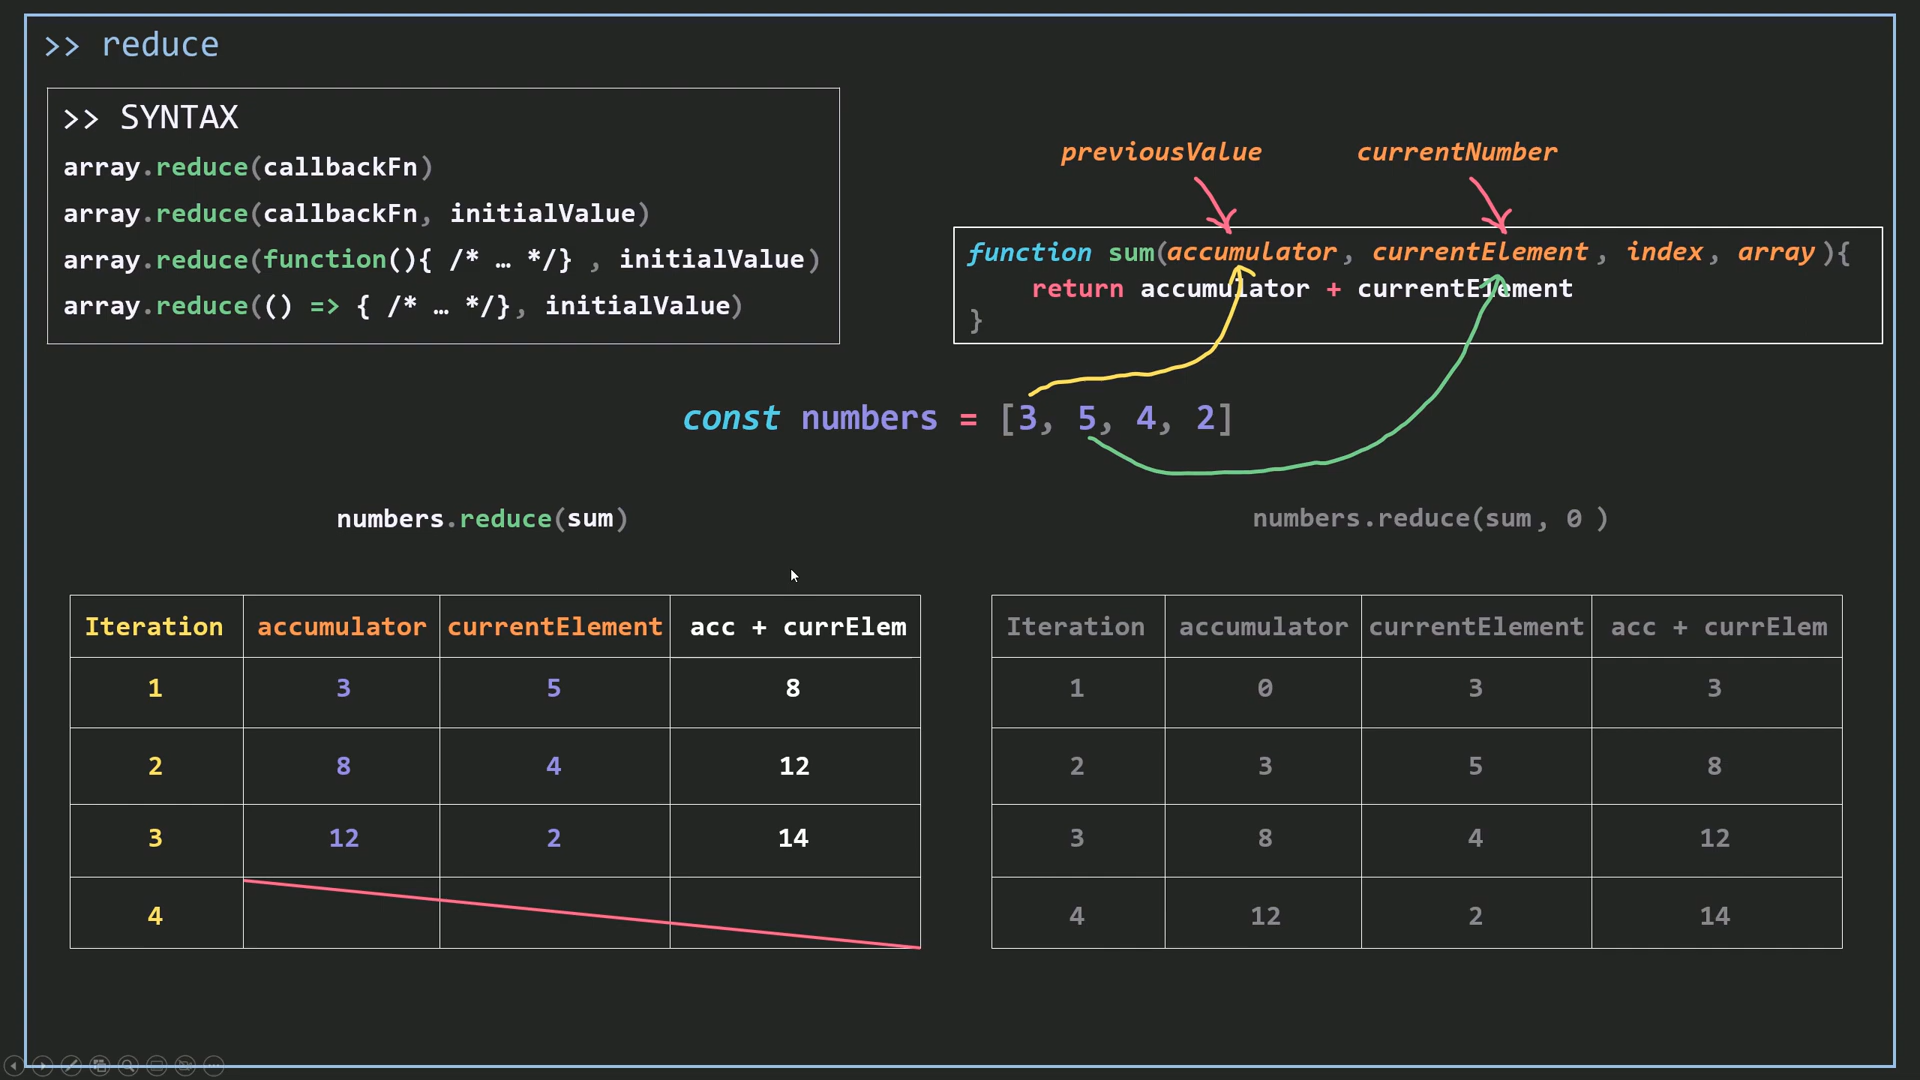 >> reduce
>> SYNTAX
array.reduce(callbackFn)
array.reduce(callbackFn, initialValue)
array.reduce(function(){ /* … */} , initialValue)
array.reduce(() => { /* … */}, initialValue)
previousValue currentNumber
function sum(accumulator, currentElement, index, array){
return accumulator + currentElement
}
const numbers = [3, 5, 4, 2]
numbers.reduce(sum)
Iteration accumulator currentElement acc + currElem
1 3 5 8
2 8 4 12
3 12 2 14
4
numbers.reduce(sum, 0 )
Iteration accumulator currentElement acc + currElem
1 0 3 3
2 3 5 8
3 8 4 12
4 12 2 14